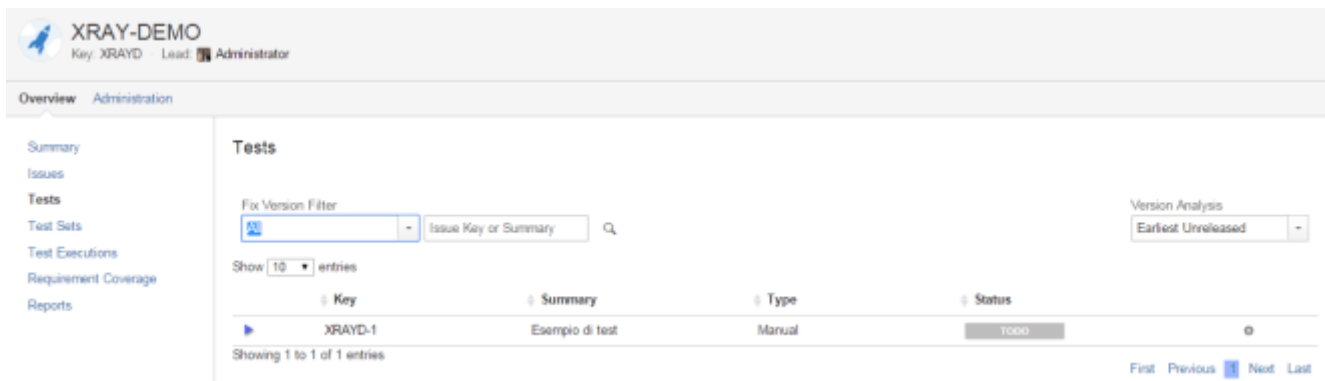 XRAY-DEMO
Key: XRAYD Lead: Administrator
Overview Administration
Summary
Issues
Tests
Test Sets
Test Executions
Requirement Coverage
Reports
Tests
Fix Version Filter
All
Issue Key or Summary
Version Analysis
Earliest Unreleased
Show 10 entries
Key Summary Type Status
XRAYD-1 Esempio di test Manual TODO
Showing 1 to 1 of 1 entries
First Previous 1 Next Last